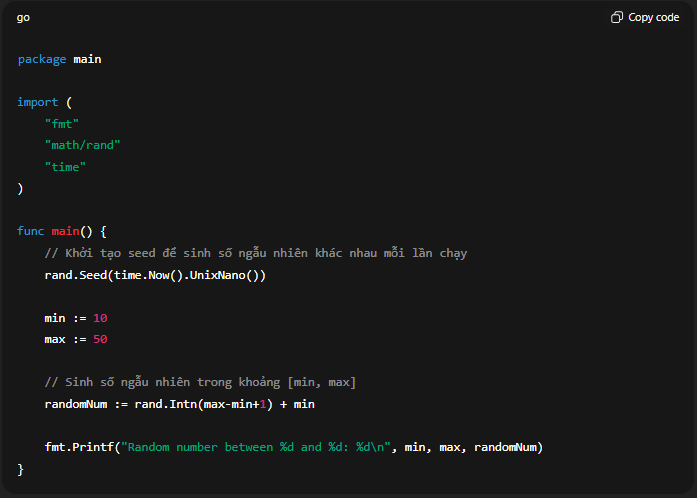 go
Copy code
package main
import (
"fmt"
"math/rand"
"time"
)
func main() {
// Khởi tạo seed để sinh số ngẫu nhiên khác nhau mỗi lần chạy
rand.Seed(time.Now().UnixNano())
min := 10
max := 50
// Sinh số ngẫu nhiên trong khoảng [min, max]
randomNum := rand.Intn(max-min+1) + min
fmt.Printf("Random number between %d and %d: %d\n", min, max, randomNum)
}